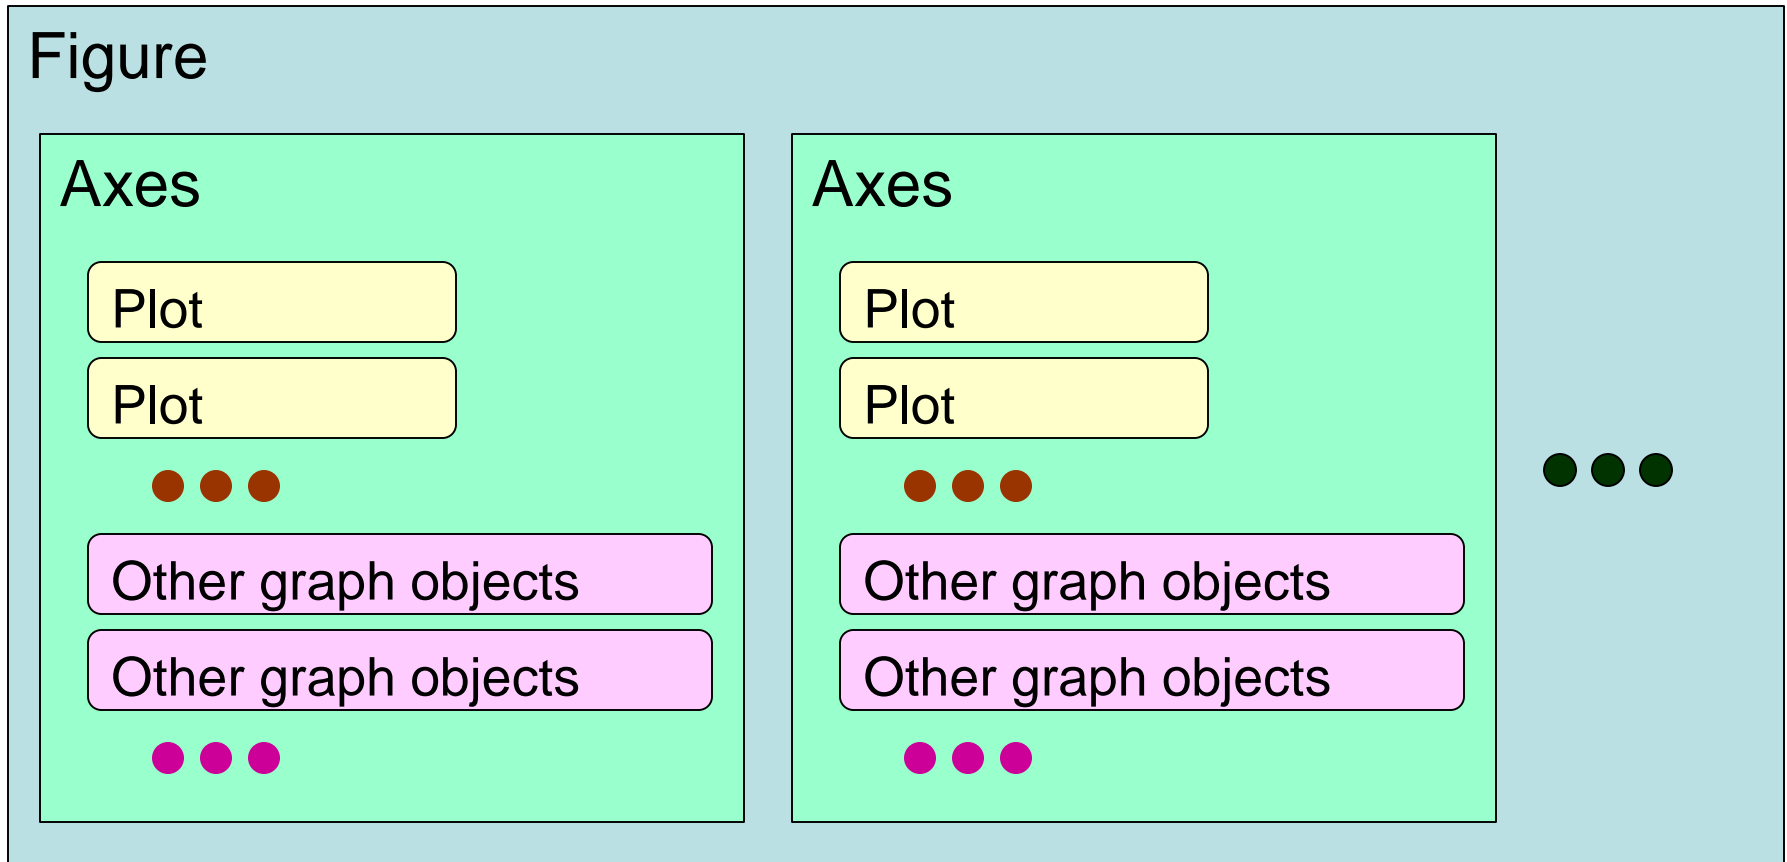 Figure
Axes
Plot
Plot
Other graph objects
Other graph objects
Axes
Plot
Plot
Other graph objects
Other graph objects